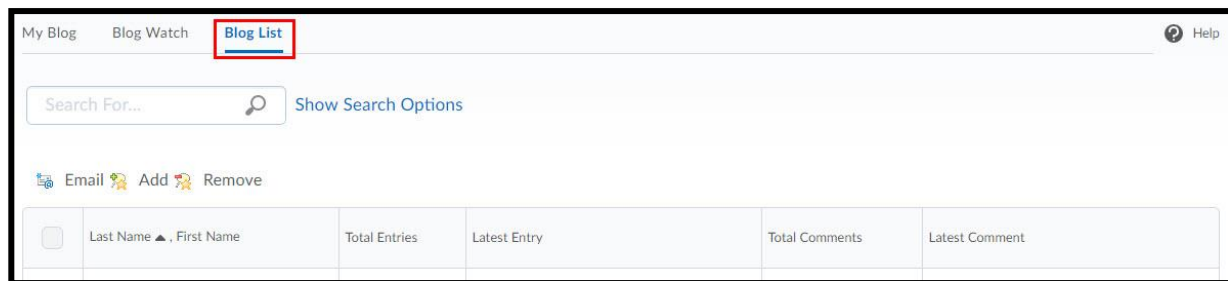 My Blog Blog Watch Blog List Help
Search For... Show Search Options
Email Add Remove
Last Name ▲ , First Name Total Entries Latest Entry Total Comments Latest Comment